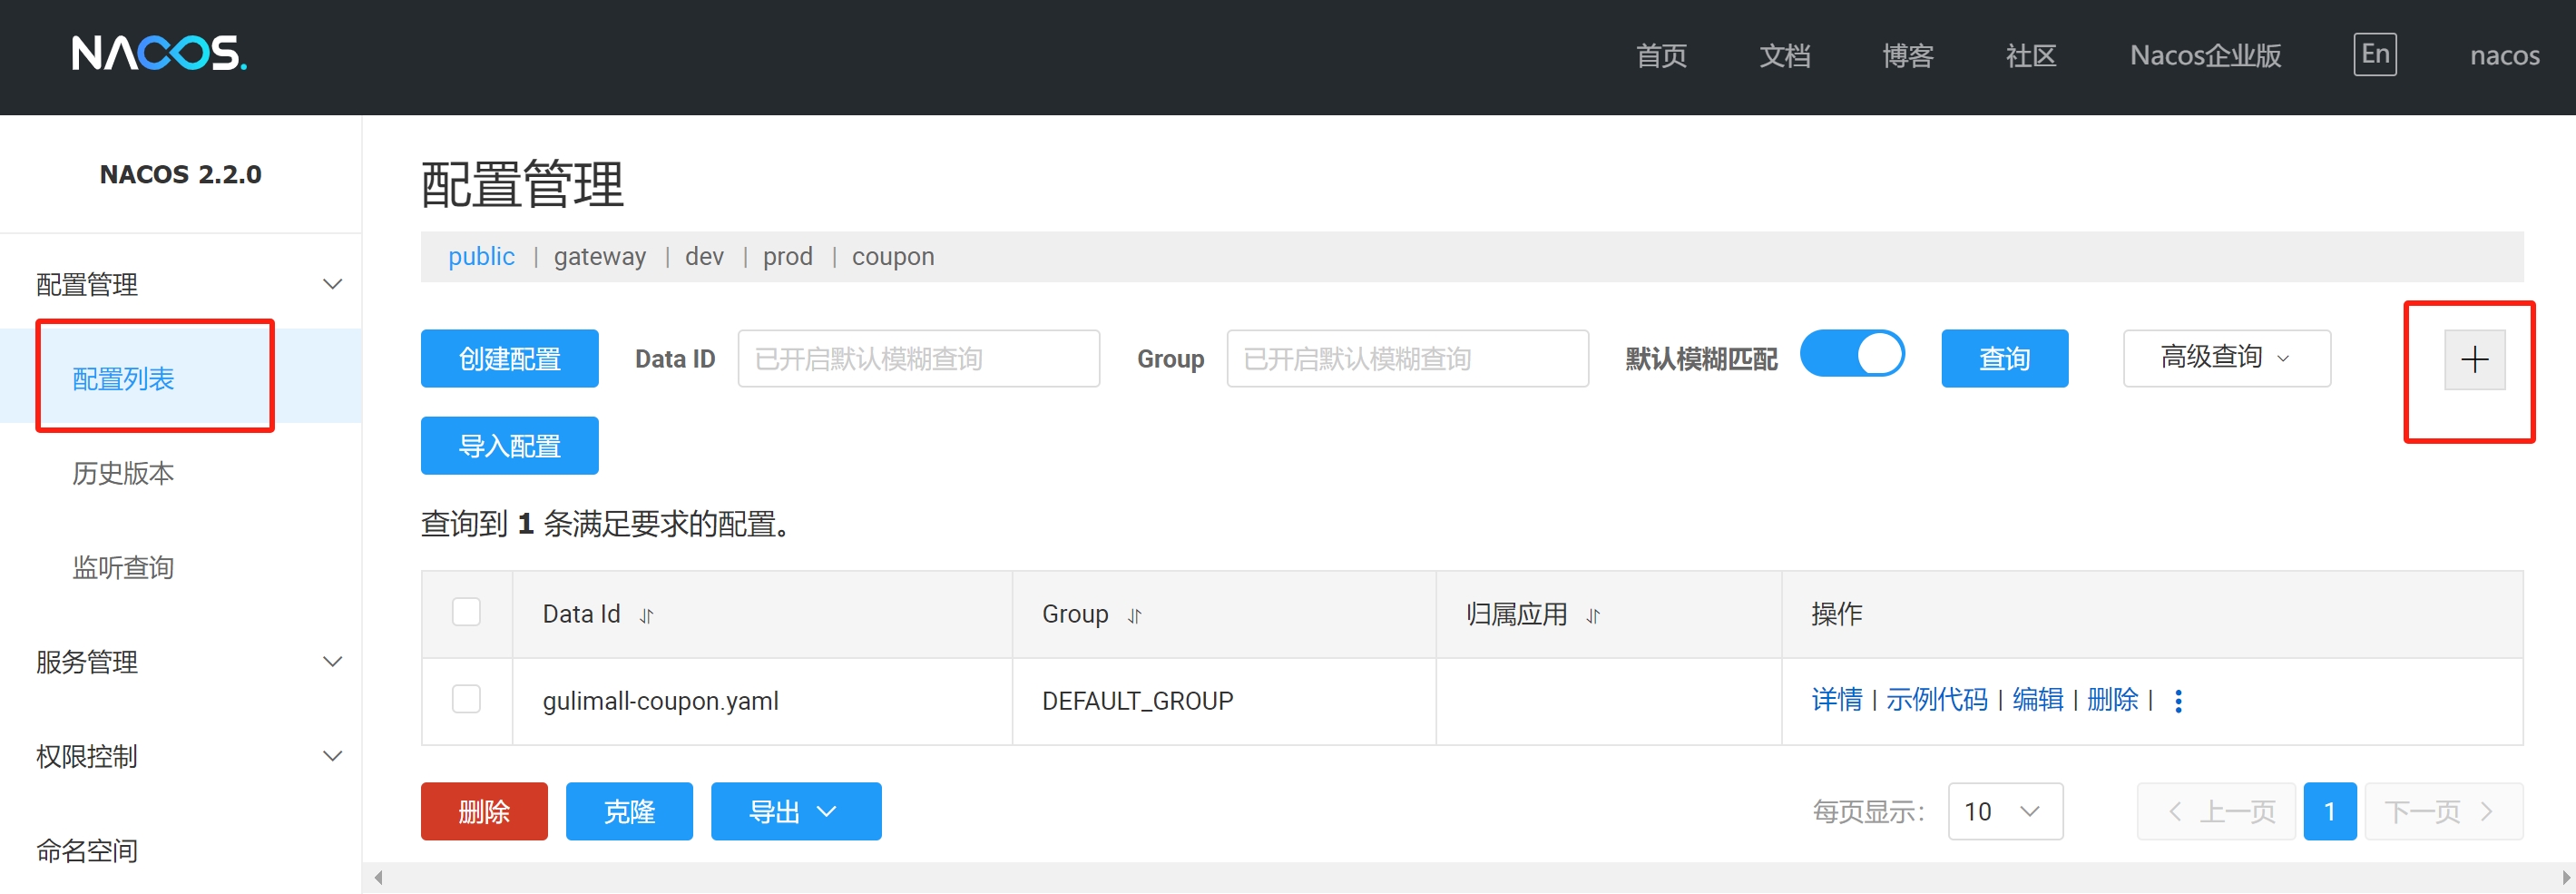 NACOS.
首页 文档 博客 社区 Nacos企业版 En nacos
NACOS 2.2.0
配置管理
配置列表
历史版本
监听查询
服务管理
权限控制
命名空间
配置管理
public | gateway | dev | prod | coupon
创建配置 Data ID 已开启默认模糊查询 Group 已开启默认模糊查询 默认模糊匹配 查询 高级查询
导入配置
查询到 1 条满足要求的配置。
Data Id Group 归属应用 操作
gulimall-coupon.yaml DEFAULT_GROUP 详情 | 示例代码 | 编辑 | 删除 |
删除 克隆 导出 每页显示: 10 上一页 1 下一页